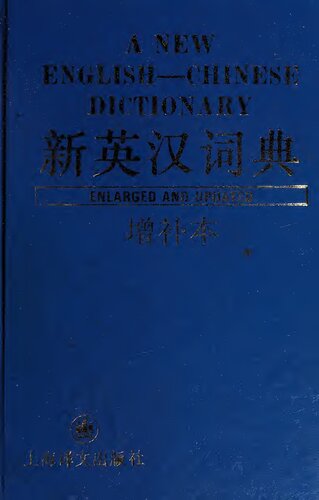 A NEW
ENGLISH—CHINESE
DICTIONARY
新英汉词典
ENLARGED AND UPDATED
增补本
上海译文出版社